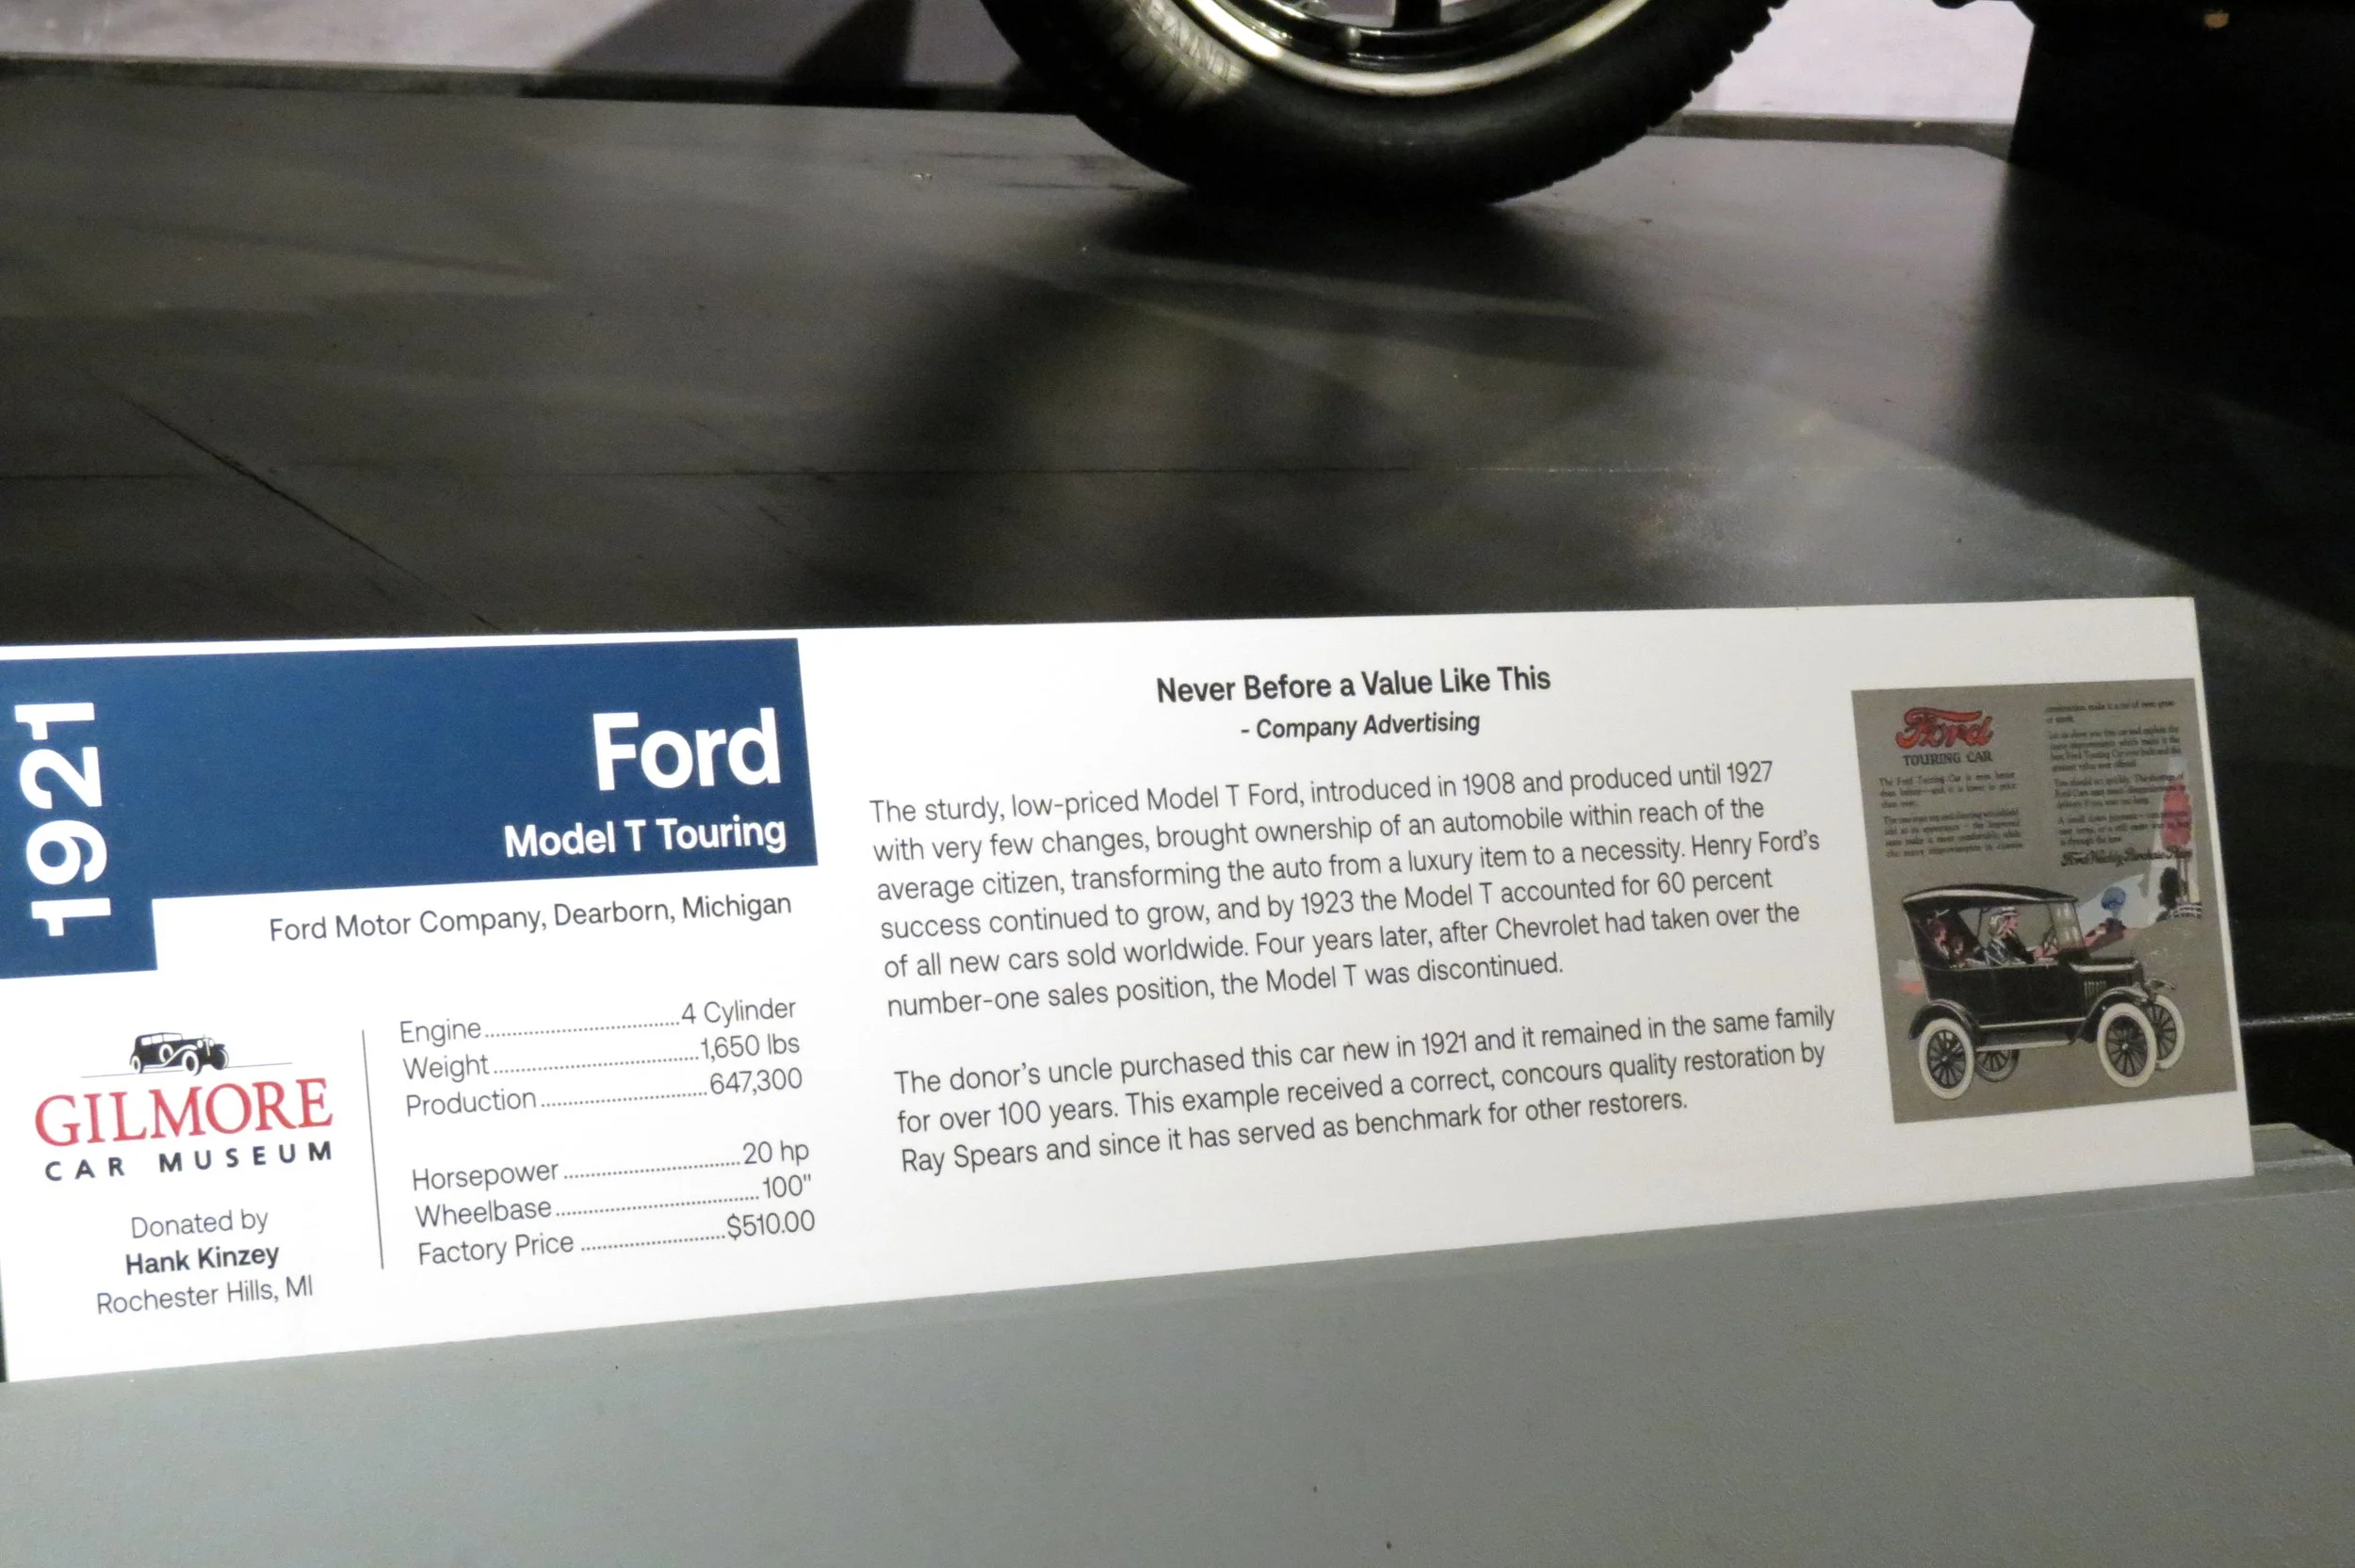 1921
Ford
Model T Touring
Ford Motor Company, Dearborn, Michigan
GILMORE
CAR MUSEUM
Donated by
Hank Kinzey
Rochester Hills, MI
Engine 4 Cylinder
Weight 1,650 lbs
Production 647,300
Horsepower 20 hp
Wheelbase 100"
Factory Price $510.00
Never Before a Value Like This
- Company Advertising
The sturdy, low-priced Model T Ford, introduced in 1908 and produced until 1927
with very few changes, brought ownership of an automobile within reach of the
average citizen, transforming the auto from a luxury item to a necessity. Henry Ford's
success continued to grow, and by 1923 the Model T accounted for 60 percent
of all new cars sold worldwide. Four years later, after Chevrolet had taken over the
number-one sales position, the Model T was discontinued.
The donor's uncle purchased this car new in 1921 and it remained in the same family
for over 100 years. This example received a correct, concours quality restoration by
Ray Spears and since it has served as benchmark for other restorers.
Ford
TOURING CAR
The Ford Touring Car is even better